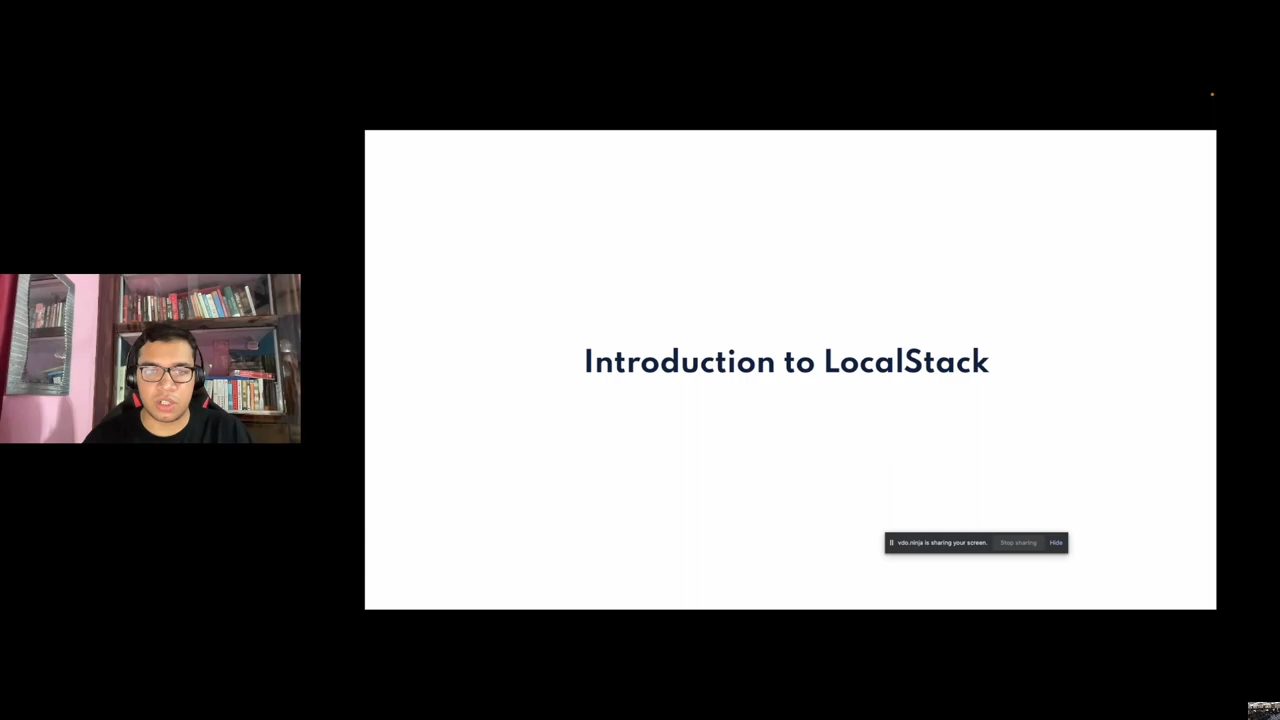 Introduction to LocalStack
vdo.ninja is sharing your screen. Stop sharing Hide